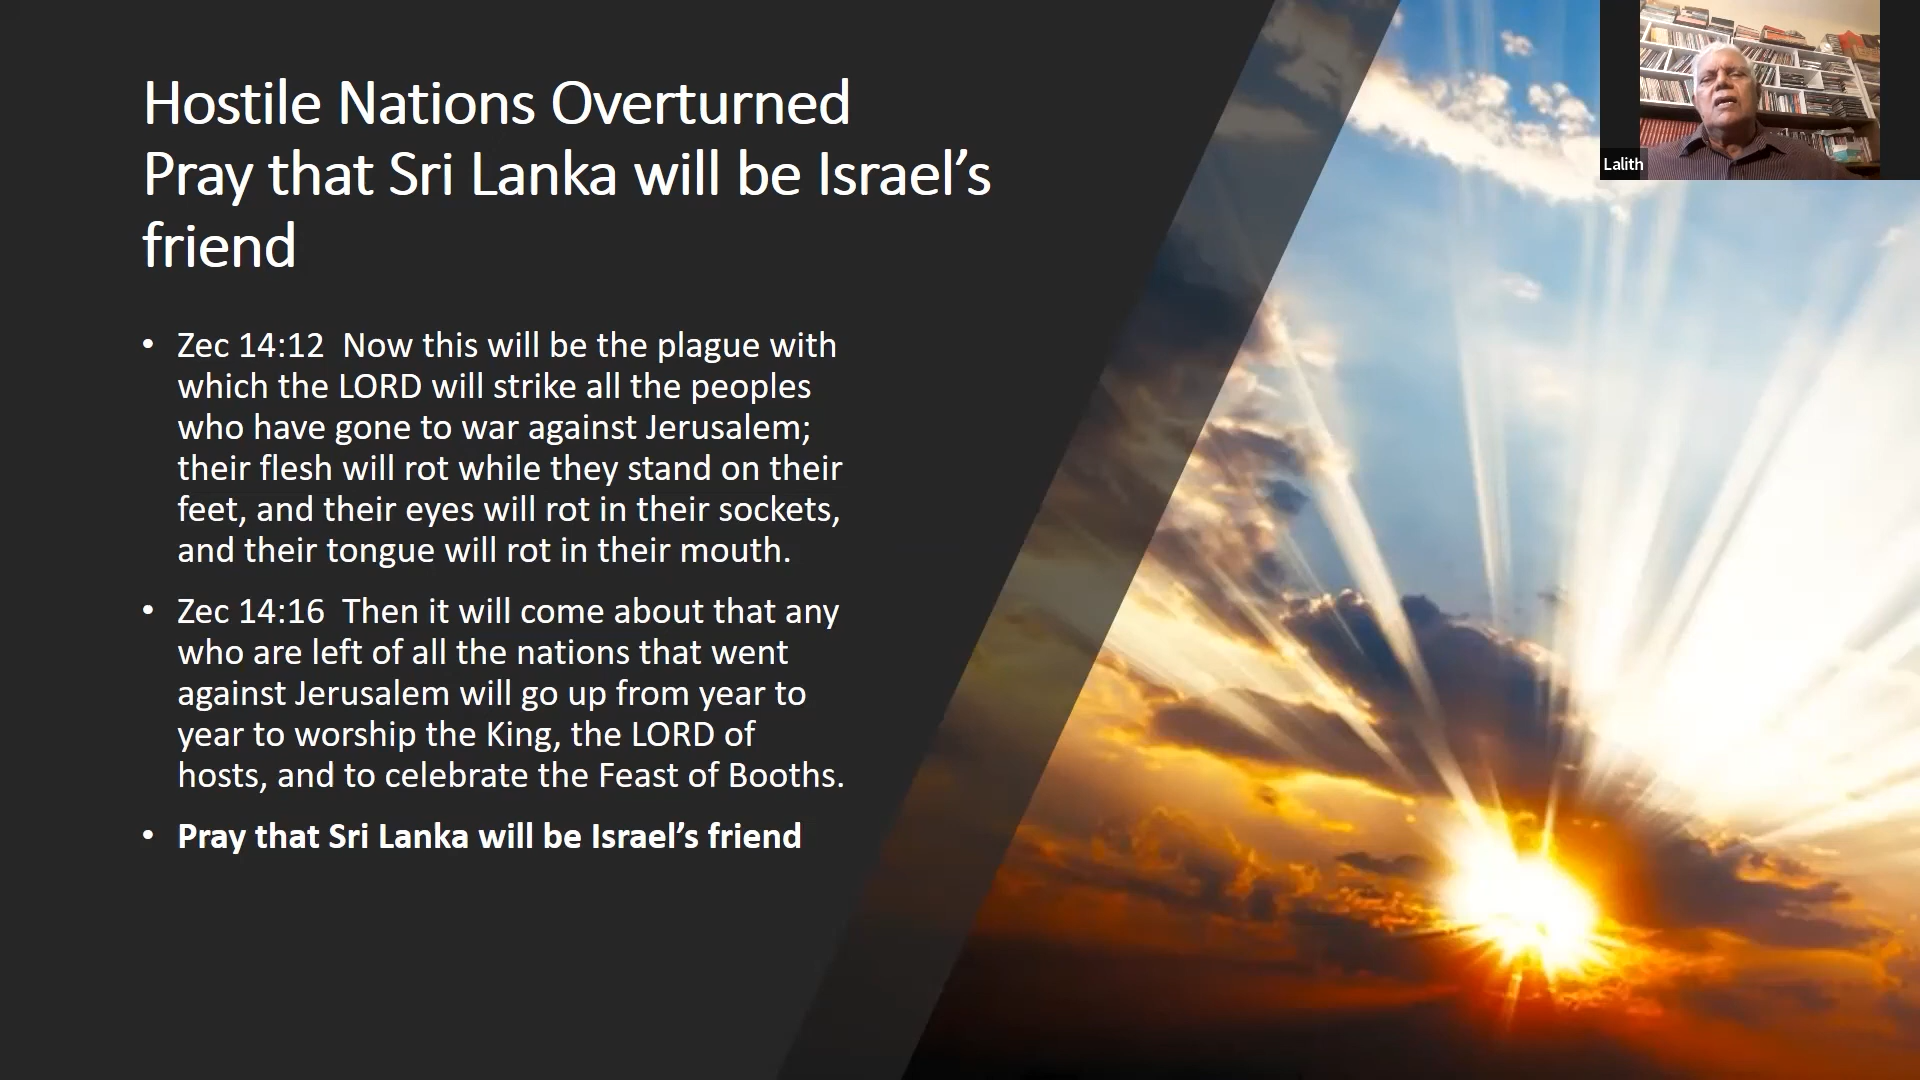 Hostile Nations Overturned
Pray that Sri Lanka will be Israel’s
friend
• Zec 14:12  Now this will be the plague with
which the LORD will strike all the peoples
who have gone to war against Jerusalem;
their flesh will rot while they stand on their
feet, and their eyes will rot in their sockets,
and their tongue will rot in their mouth.
• Zec 14:16  Then it will come about that any
who are left of all the nations that went
against Jerusalem will go up from year to
year to worship the King, the LORD of
hosts, and to celebrate the Feast of Booths.
• Pray that Sri Lanka will be Israel’s friend
Lalith